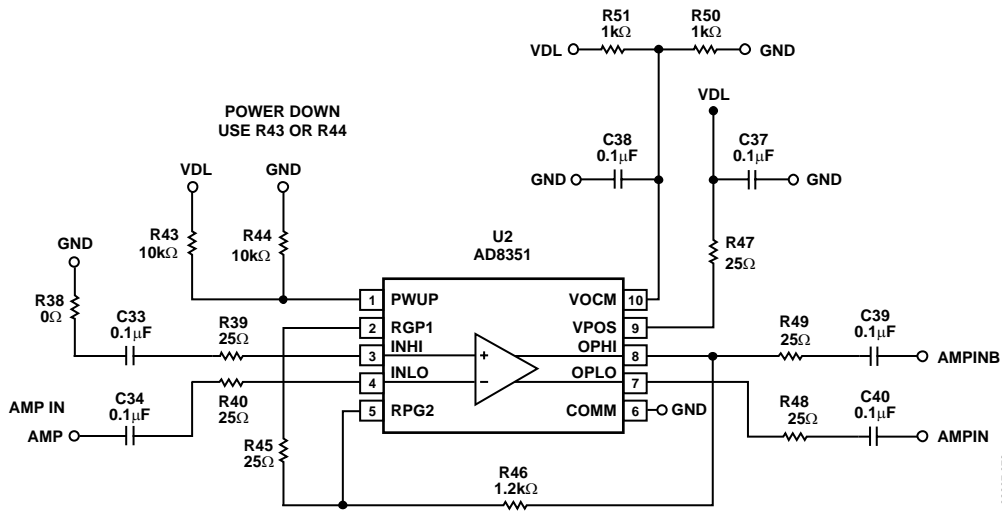 R51
1kΩ
R50
1kΩ
VDL
GND
VDL
POWER DOWN
USE R43 OR R44
C38
0.1μF
C37
0.1μF
VDL
GND
GND
GND
R43
10kΩ
R44
10kΩ
U2
AD8351
R47
25Ω
GND
R38
0Ω
1 PWUP
VOCM 10
C33
0.1μF
R39
25Ω
2 RGP1
VPOS 9
R49
25Ω
C39
0.1μF
3 INHI
+
OPHI 8
AMPINB
4 INLO
−
OPLO 7
AMP IN
C34
0.1μF
R40
25Ω
5 RPG2
COMM 6
GND
R48
25Ω
C40
0.1μF
AMP
AMPIN
R45
25Ω
R46
1.2kΩ